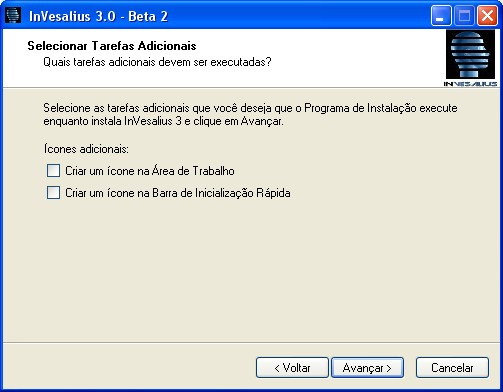 InVesalius 3.0 - Beta 2
Selecionar Tarefas Adicionais
Quais tarefas adicionais devem ser executadas?
INVESALIUS
Selecione as tarefas adicionais que você deseja que o Programa de Instalação execute
enquanto instala InVesalius 3 e clique em Avançar.
Ícones adicionais:
Criar um ícone na Área de Trabalho
Criar um ícone na Barra de Inicialização Rápida
< Voltar
Avançar >
Cancelar